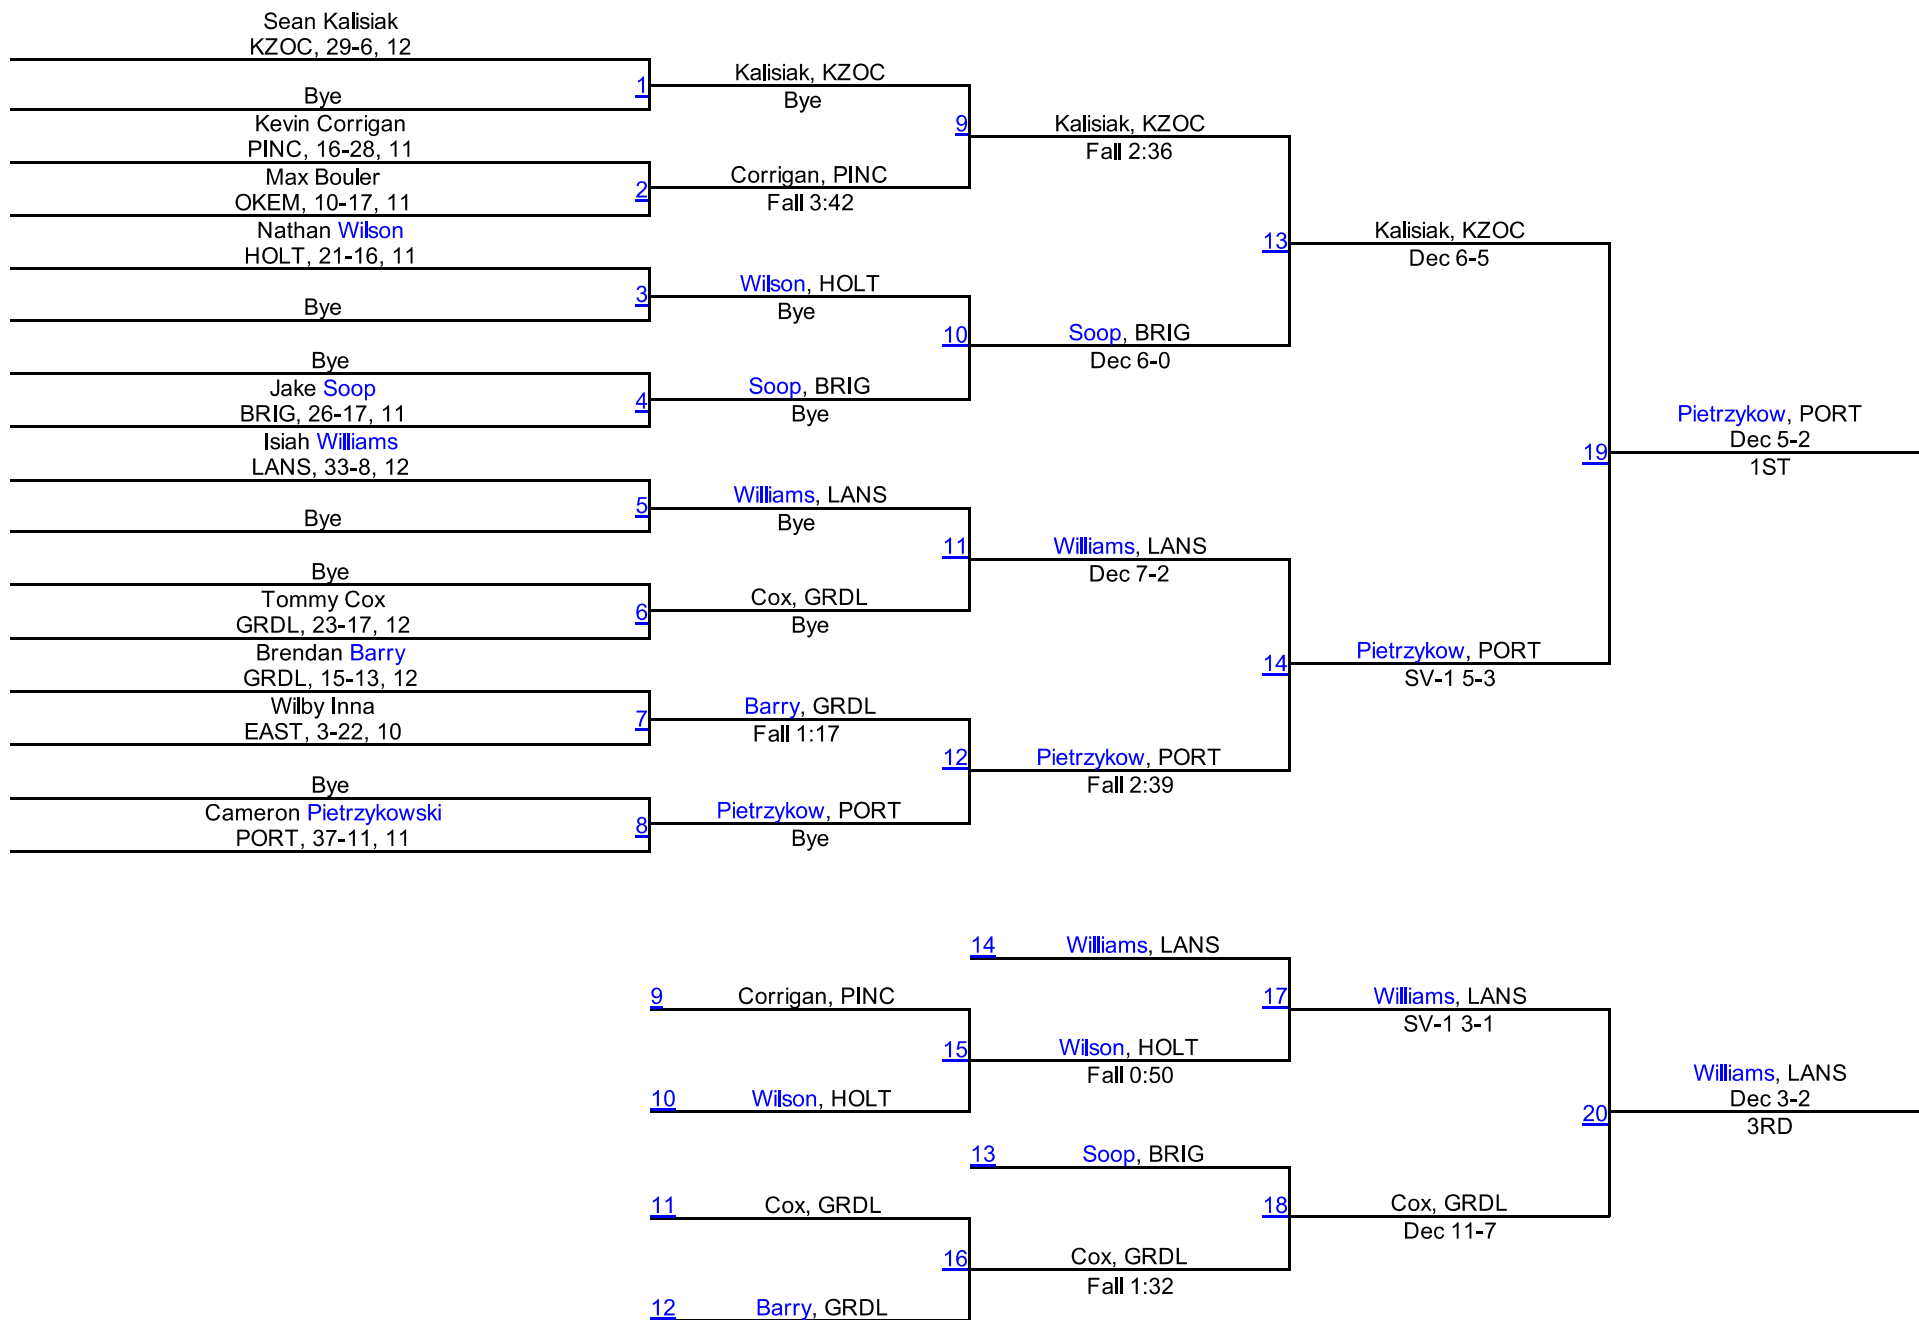 Sean Kalisiak
KZOC, 29-6, 12
1
Bye
Kevin Corrigan
PINC, 16-28, 11
2
Max Bouler
OKEM, 10-17, 11
Nathan Wilson
HOLT, 21-16, 11
3
Bye
Bye
4
Jake Soop
BRIG, 26-17, 11
Isiah Williams
LANS, 33-8, 12
5
Bye
Bye
6
Tommy Cox
GRDL, 23-17, 12
Brendan Barry
GRDL, 15-13, 12
7
Wilby Inna
EAST, 3-22, 10
Bye
8
Cameron Pietrzykowski
PORT, 37-11, 11
Kalisiak, KZOC
Bye
9
Corrigan, PINC
Fall 3:42
Wilson, HOLT
Bye
10
Soop, BRIG
Bye
Williams, LANS
Bye
11
Cox, GRDL
Bye
Barry, GRDL
Fall 1:17
12
Pietrzykow, PORT
Bye
Kalisiak, KZOC
Fall 2:36
13
Soop, BRIG
Dec 6-0
Williams, LANS
Dec 7-2
14
Pietrzykow, PORT
Fall 2:39
Kalisiak, KZOC
Dec 6-5
19
Pietrzykow, PORT
SV-1 5-3
Pietrzykow, PORT
Dec 5-2
1ST
9 Corrigan, PINC
15
10 Wilson, HOLT
11 Cox, GRDL
16
12 Barry, GRDL
14 Williams, LANS
17
Wilson, HOLT
Fall 0:50
13 Soop, BRIG
18
Cox, GRDL
Fall 1:32
Williams, LANS
SV-1 3-1
20
Cox, GRDL
Dec 11-7
Williams, LANS
Dec 3-2
3RD